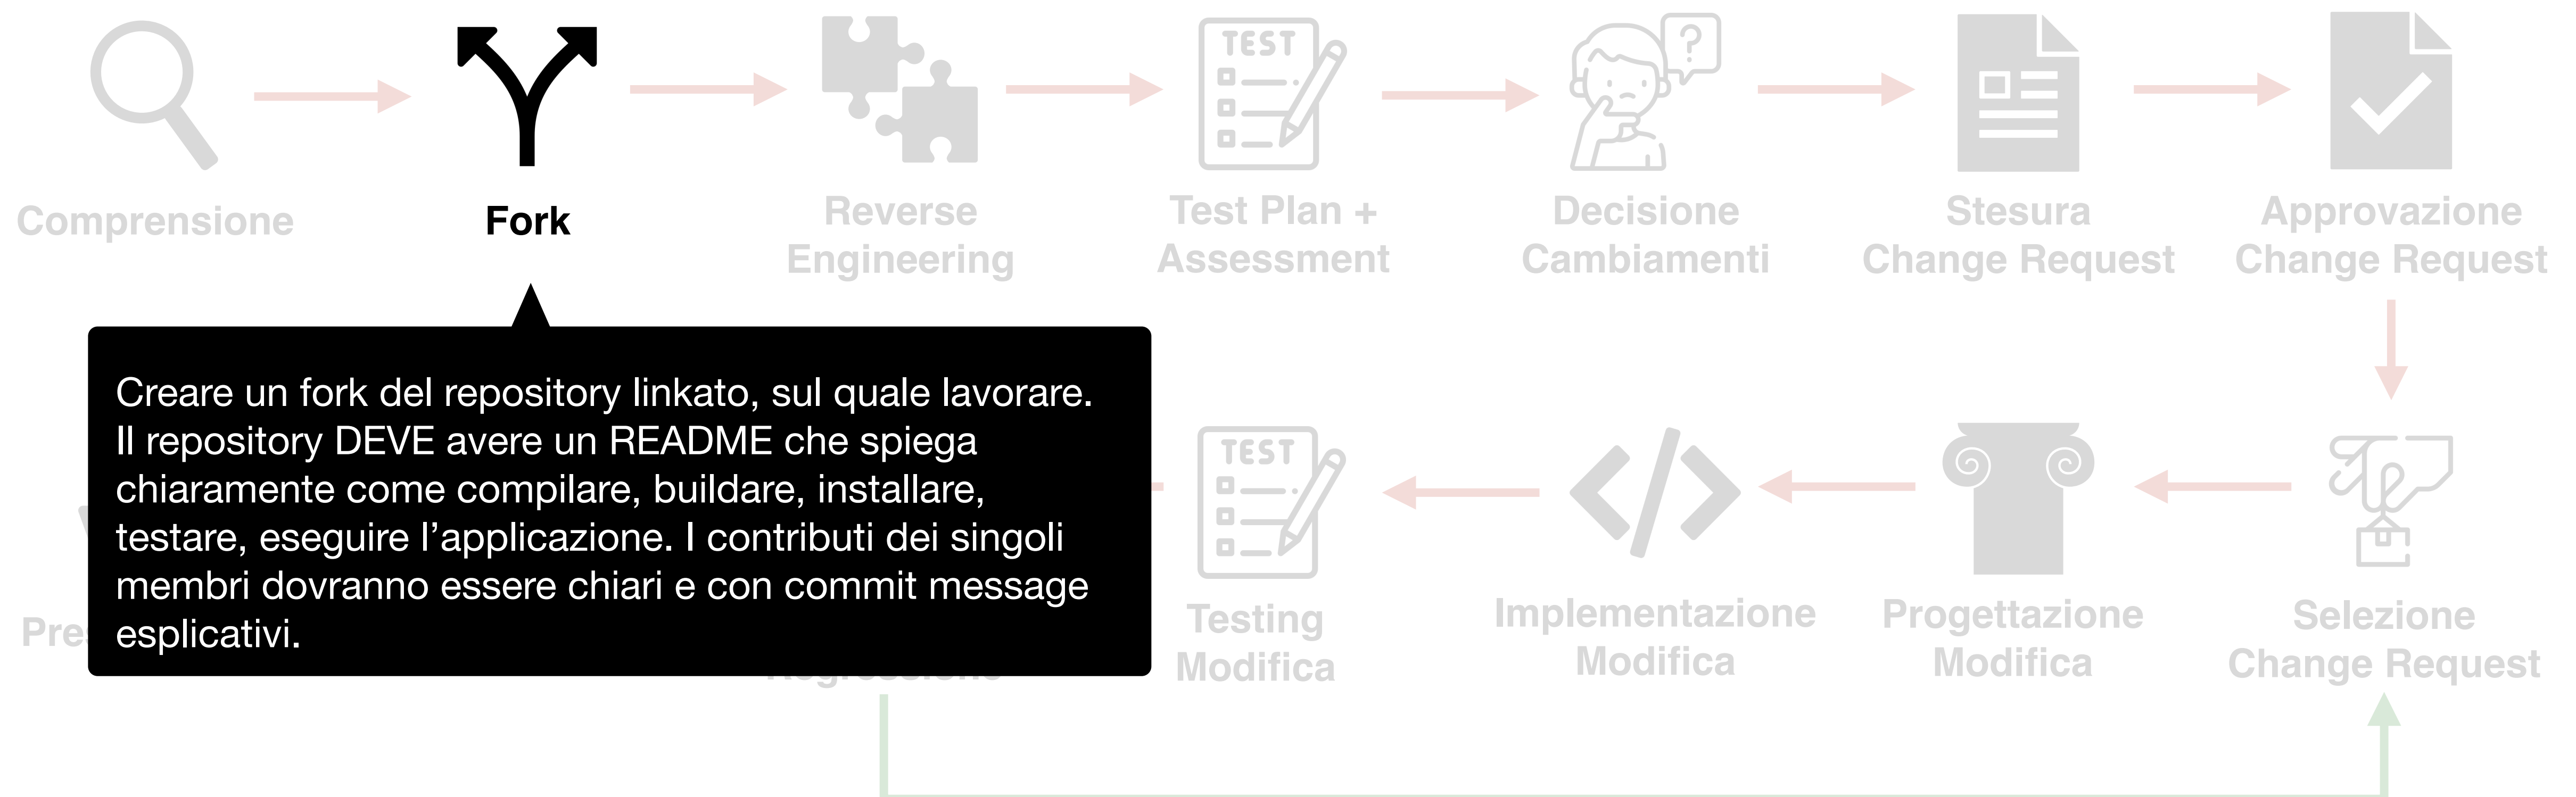 TEST
?
Comprensione
Fork
Reverse
Engineering
Test Plan +
Assessment
Decisione
Cambiamenti
Stesura
Change Request
Approvazione
Change Request
Creare un fork del repository linkato, sul quale lavorare.
Il repository DEVE avere un README che spiega
chiaramente come compilare, buildare, installare,
testare, eseguire l'applicazione. I contributi dei singoli
membri dovranno essere chiari e con commit message
esplicativi.
Pre
TEST
Testing
Modifica
Implementazione
Modifica
Progettazione
Modifica
Selezione
Change Request